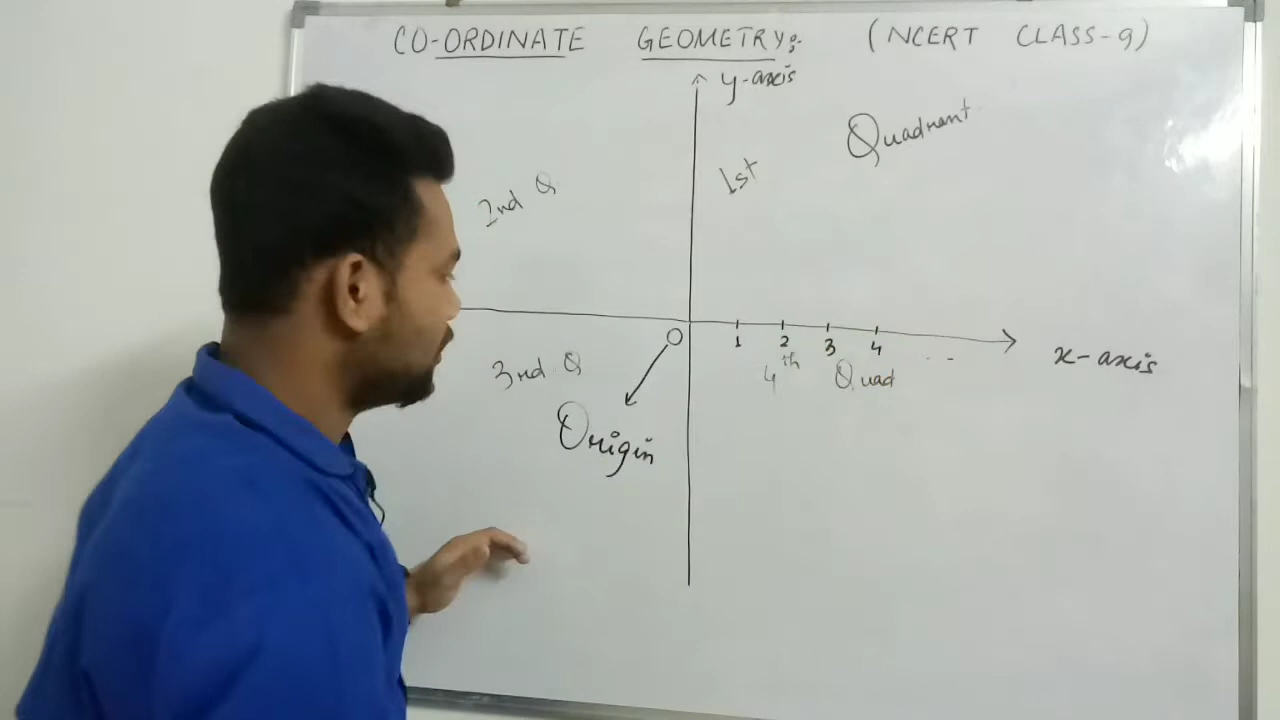 CO-ORDINATE GEOMETRY:- (NCERT CLASS-9)
y-axis
Quadrant
1st
2nd Q
O
1 2 3 4 ..
x-axis
3rd Q
4th Quad
Origin